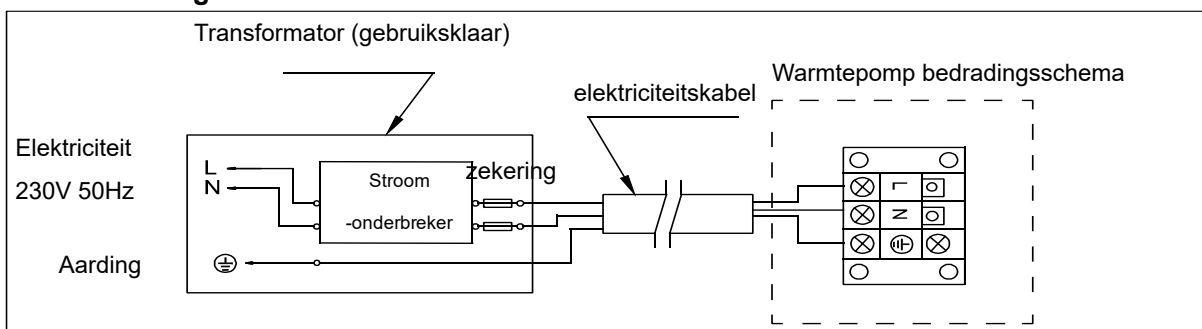 Transformator (gebruiksklaar)
Warmtepomp bedradingsschema
elektriciteitskabel
Elektriciteit
230V 50Hz
L
N
Stroom
-onderbreker
zekering
L
N
Aarding